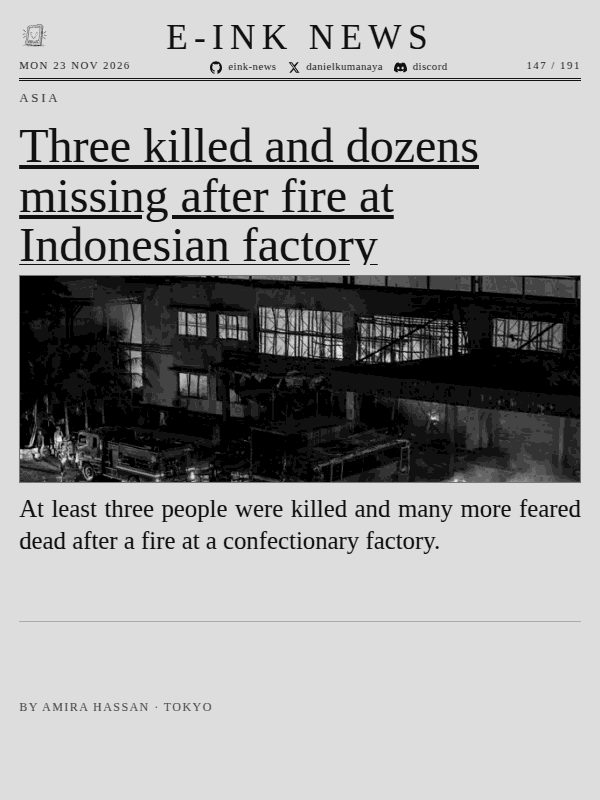 E-INK NEWS
MON 23 NOV 2026
eink-news
danielkumanaya
discord
147 / 191
ASIA
Three killed and dozens
missing after fire at
Indonesian factory
At least three people were killed and many more feared
dead after a fire at a confectionary factory.
BY AMIRA HASSAN · TOKYO